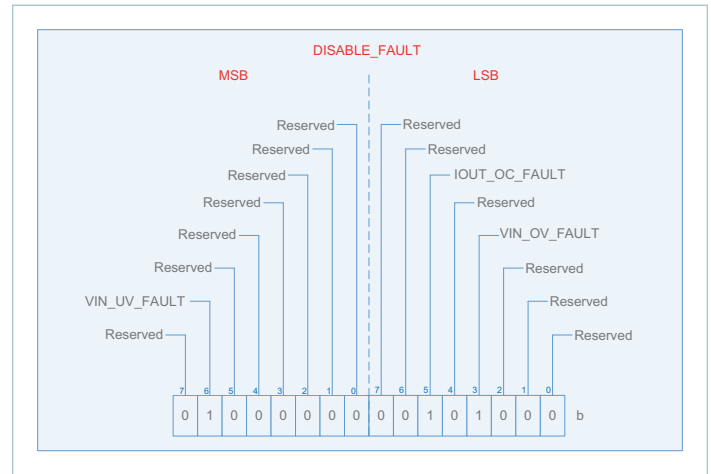 DISABLE_FAULT
MSB LSB
Reserved Reserved
Reserved Reserved
Reserved IOUT_OC_FAULT
Reserved Reserved
Reserved VIN_OV_FAULT
Reserved Reserved
VIN_UV_FAULT Reserved
Reserved Reserved
7 6 5 4 3 2 1 0 7 6 5 4 3 2 1 0
0 1 0 0 0 0 0 0 0 0 1 0 1 0 0 0 b